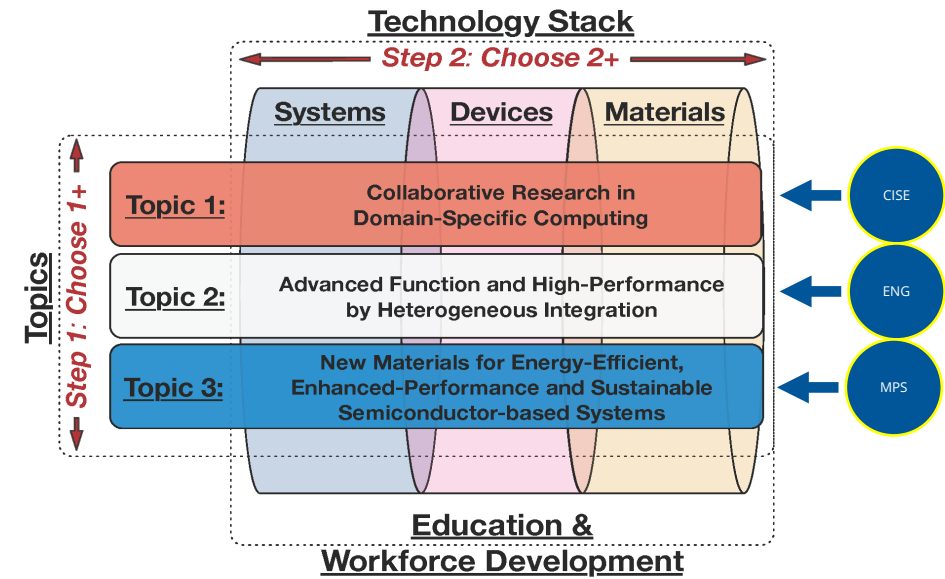 Technology Stack
Step 2: Choose 2+
Systems
Devices
Materials
Topics
Step 1: Choose 1+
Topic 1:
Collaborative Research in
Domain-Specific Computing
CISE
Topic 2:
Advanced Function and High-Performance
by Heterogeneous Integration
ENG
Topic 3:
New Materials for Energy-Efficient,
Enhanced-Performance and Sustainable
Semiconductor-based Systems
MPS
Education &
Workforce Development